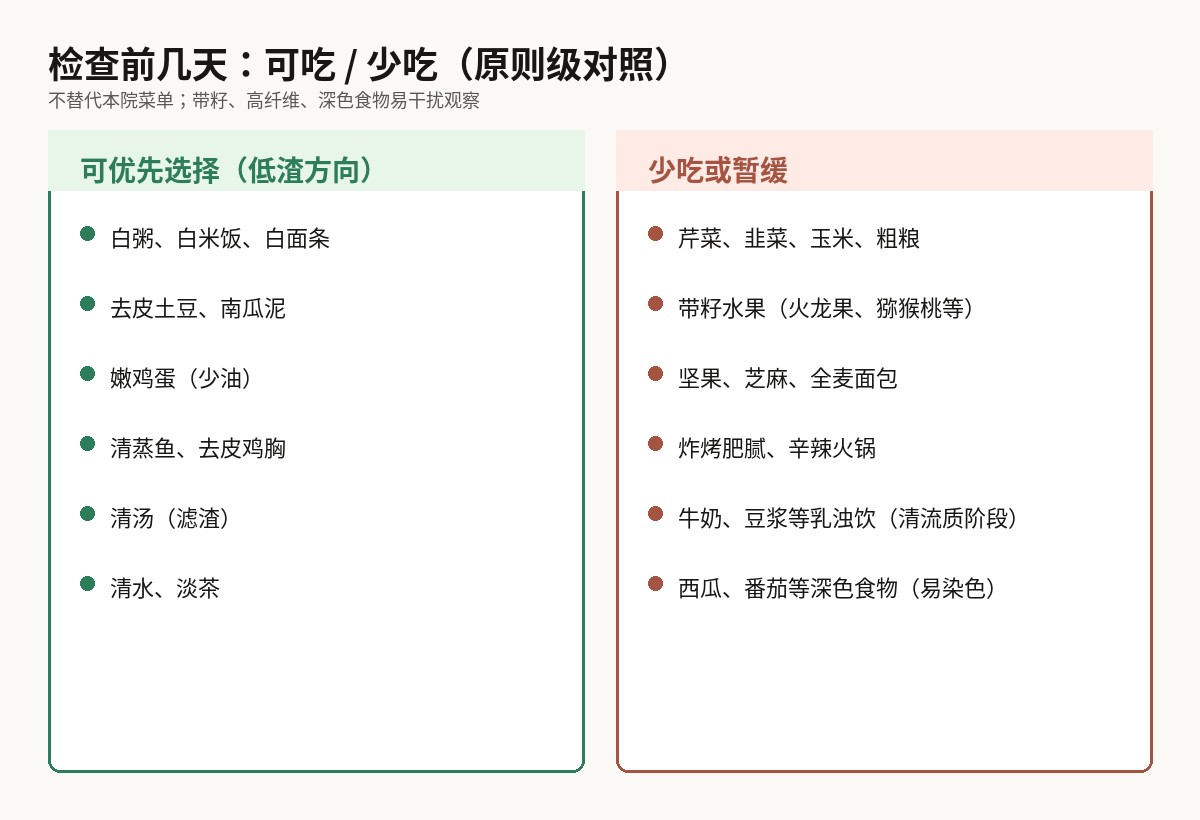 检查前几天：可吃 / 少吃（原则级对照）
不替代本院菜单；带籽、高纤维、深色食物易干扰观察
可优先选择（低渣方向）
白粥、白米饭、白面条
去皮土豆、南瓜泥
嫩鸡蛋（少油）
清蒸鱼、去皮鸡胸
清汤（滤渣）
清水、淡茶
少吃或暂缓
芹菜、韭菜、玉米、粗粮
带籽水果（火龙果、猕猴桃等）
坚果、芝麻、全麦面包
炸烤肥腻、辛辣火锅
牛奶、豆浆等乳浊饮（清流质阶段）
西瓜、番茄等深色食物（易染色）